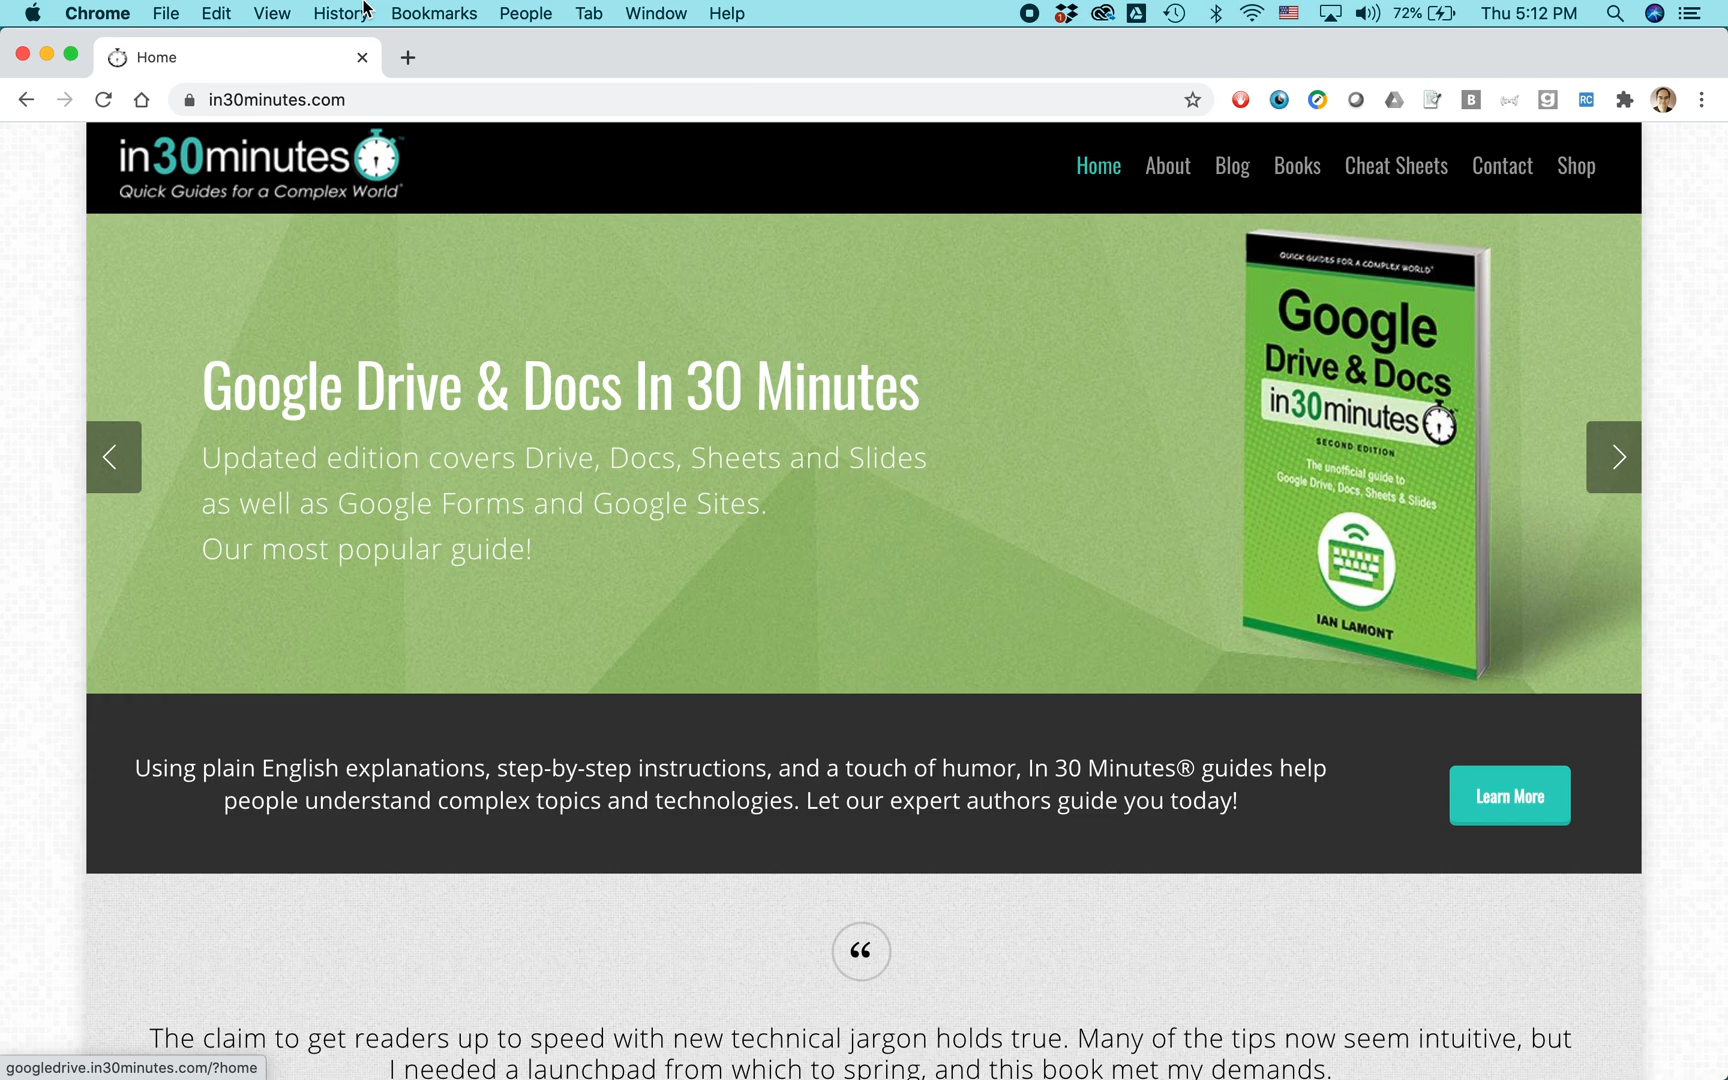 Chrome File Edit View History Bookmarks People Tab Window Help 72% Thu 5:12 PM
Home
in30minutes.com
in30minutes
Quick Guides for a Complex World®
Home About Blog Books Cheat Sheets Contact Shop
Google Drive & Docs In 30 Minutes
Updated edition covers Drive, Docs, Sheets and Slides
as well as Google Forms and Google Sites.
Our most popular guide!
QUICK GUIDES FOR A COMPLEX WORLD®
Google
Drive & Docs
in30minutes™
SECOND EDITION
The unofficial guide to
Google Drive, Docs, Sheets & Slides
IAN LAMONT
Using plain English explanations, step-by-step instructions, and a touch of humor, In 30 Minutes® guides help
people understand complex topics and technologies. Let our expert authors guide you today!
Learn More
“
The claim to get readers up to speed with new technical jargon holds true. Many of the tips now seem intuitive, but
I needed a launchpad from which to spring, and this book met my demands.
googledrive.in30minutes.com/?home